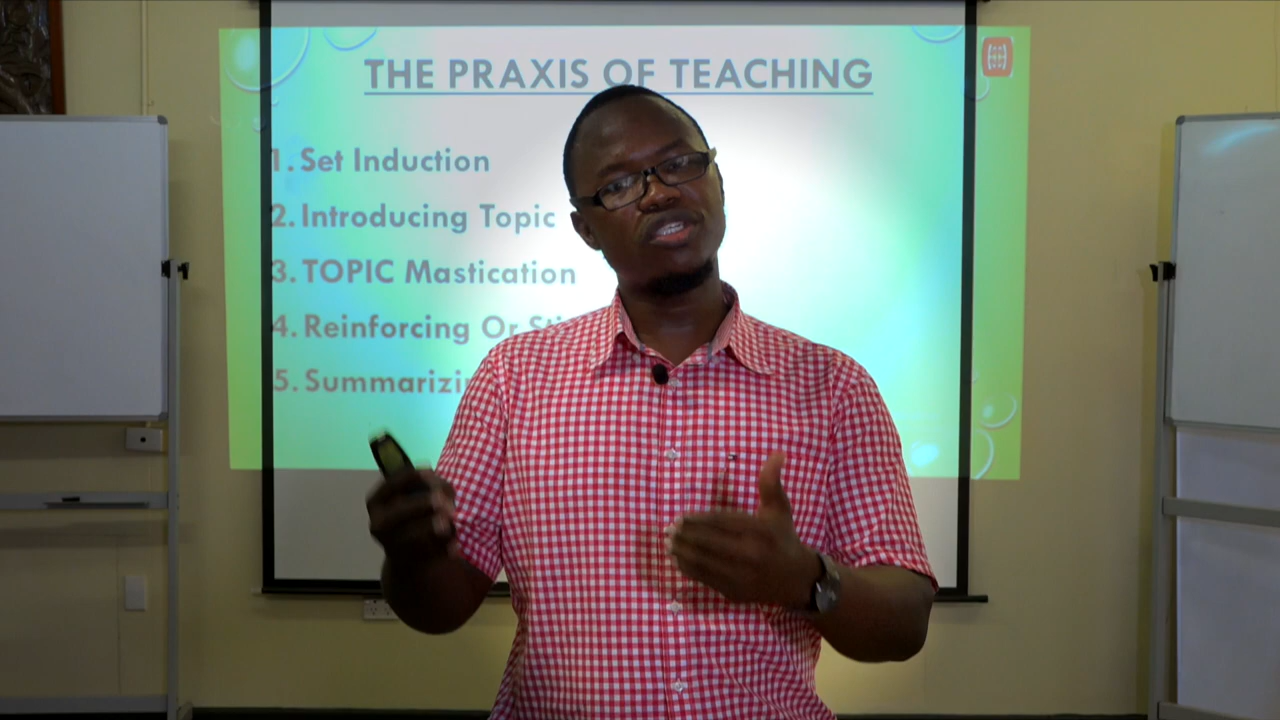 THE PRAXIS OF TEACHING
1. Set Induction
2. Introducing Topic
3. TOPIC Mastication
4. Reinforcing Or
5.